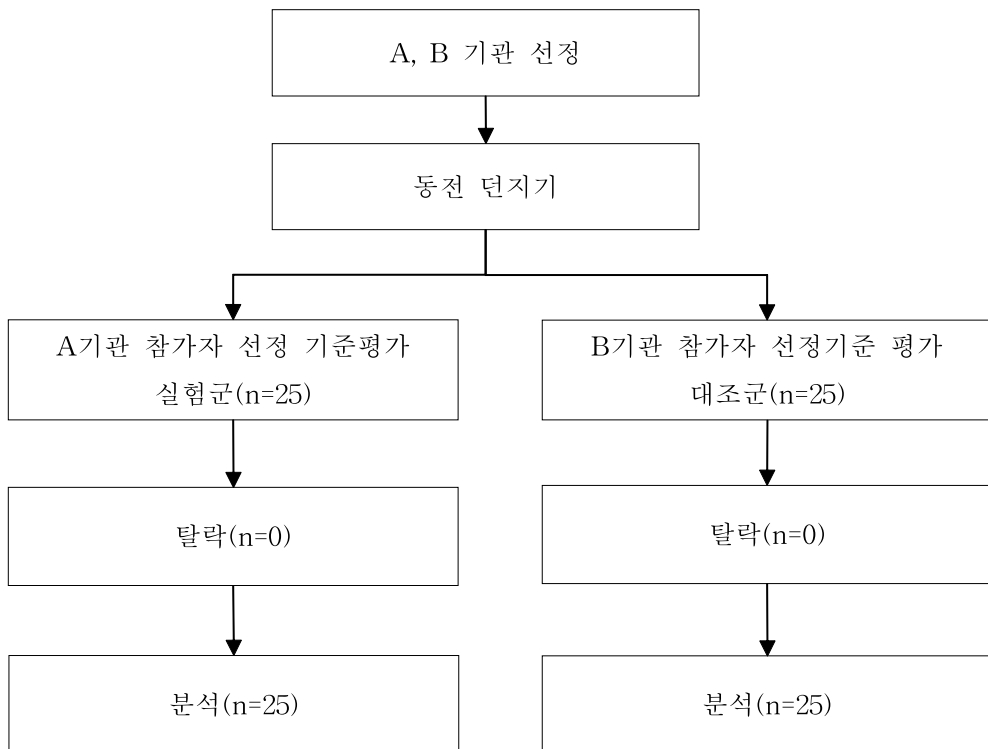 A, B 기관 선정
동전 던지기
A기관 참가자 선정 기준평가
실험군(n=25)
B기관 참가자 선정기준 평가
대조군(n=25)
탈락(n=0)
탈락(n=0)
분석(n=25)
분석(n=25)